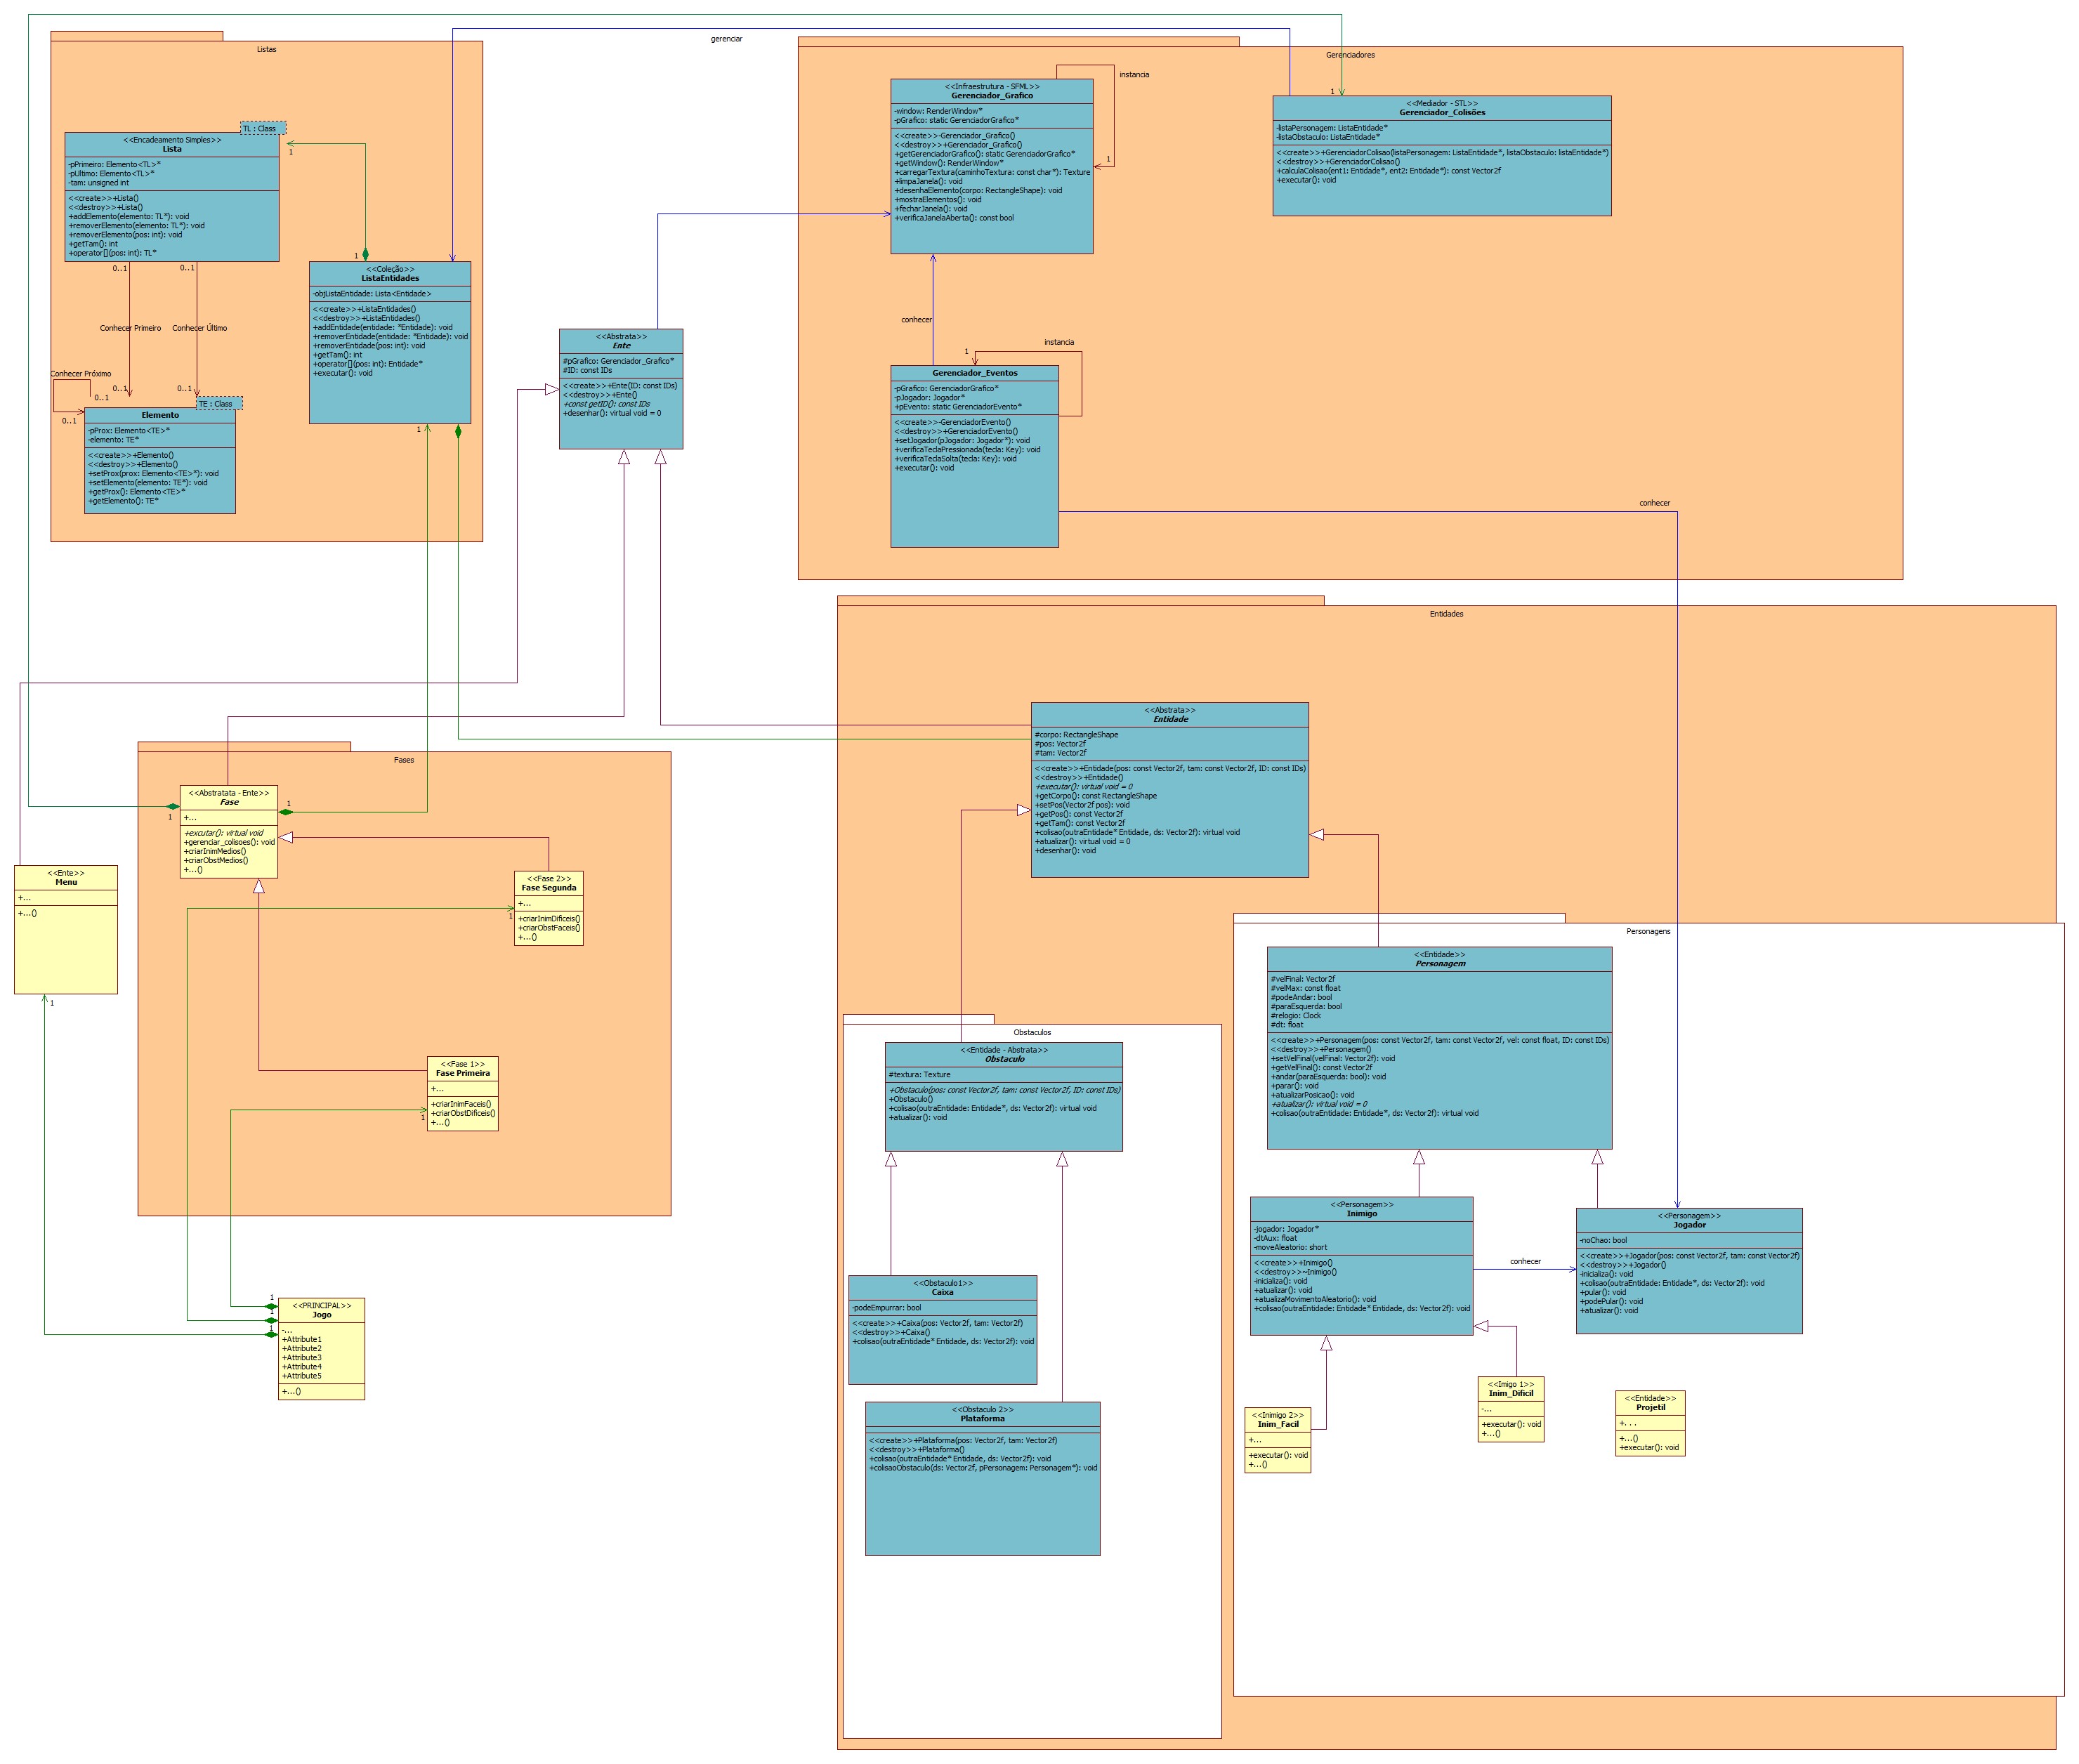 gerenciar
Listas
TL : Class
<<Encadeamento Simples>>
Lista
-pPrimeiro: Elemento<TL>*
-pUltimo: Elemento<TL>*
-tam: unsigned int
<<create>>+Lista()
<<destroy>>+Lista()
+addElemento(elemento: TL*): void
+removerElemento(elemento: TL*): void
+removerElemento(pos: int): void
+getTam(): int
+operator[](pos: int): TL*
1
1
0..1
0..1
Conhecer Primeiro
Conhecer Último
0..1
0..1
Conhecer Próximo
0..1
0..1
TE : Class
Elemento
-pProx: Elemento<TE>*
-elemento: TE*
<<create>>+Elemento()
<<destroy>>+Elemento()
+setProx(prox: Elemento<TE>*): void
+setElemento(elemento: TE*): void
+getProx(): Elemento<TE>*
+getElemento(): TE*
<<Coleção>>
ListaEntidades
-objListaEntidade: Lista<Entidade>
<<create>>+ListaEntidades()
<<destroy>>+ListaEntidades()
+addEntidade(entidade: *Entidade): void
+removerEntidade(entidade: *Entidade): void
+removerEntidade(pos: int): void
+getTam(): int
+operator[](pos: int): Entidade*
+executar(): void
1
<<Abstrata>>
Ente
#pGrafico: Gerenciador_Grafico*
#ID: const IDs
<<create>>+Ente(ID: const IDs)
<<destroy>>+Ente()
+const getID(): const IDs
+desenhar(): virtual void = 0
Gerenciadores
<<Infraestrutura - SFML>>
Gerenciador_Grafico
-window: RenderWindow*
-pGrafico: static GerenciadorGrafico*
<<create>>-Gerenciador_Grafico()
<<destroy>>+Gerenciador_Grafico()
+getGerenciadorGrafico(): static GerenciadorGrafico*
+getWindow(): RenderWindow*
+carregarTextura(caminhoTextura: const char*): Texture
+limpaJanela(): void
+desenhaElemento(corpo: RectangleShape): void
+mostraElementos(): void
+fecharJanela(): void
+verificaJanelaAberta(): const bool
instancia
1
1
<<Mediador - STL>>
Gerenciador_Colisões
-listaPersonagem: ListaEntidade*
-listaObstaculo: ListaEntidade*
<<create>>+GerenciadorColisao(listaPersonagem: ListaEntidade*, listaObstaculo: listaEntidade*)
<<destroy>>+GerenciadorColisao()
+calculaColisao(ent1: Entidade*, ent2: Entidade*): const Vector2f
+executar(): void
conhecer
instancia
1
Gerenciador_Eventos
-pGrafico: GerenciadorGrafico*
-pJogador: Jogador*
+pEvento: static GerenciadorEvento*
<<create>>-GerenciadorEvento()
<<destroy>>+GerenciadorEvento()
+setJogador(pJogador: Jogador*): void
+verificaTeclaPressionada(tecla: Key): void
+verificaTeclaSolta(tecla: Key): void
+executar(): void
conhecer
Entidades
<<Abstrata>>
Entidade
#corpo: RectangleShape
#pos: Vector2f
#tam: Vector2f
<<create>>+Entidade(pos: const Vector2f, tam: const Vector2f, ID: const IDs)
<<destroy>>+Entidade()
+executar(): virtual void = 0
+getCorpo(): const RectangleShape
+setPos(Vector2f pos): void
+getPos(): const Vector2f
+getTam(): const Vector2f
+colisao(outraEntidade* Entidade, ds: Vector2f): virtual void
+atualizar(): virtual void = 0
+desenhar(): void
Fases
<<Abstratata - Ente>>
Fase
+...
+excutar(): virtual void
+gerenciar_colisoes(): void
+criarInimMedios()
+criarObstMedios()
+...()
1
1
<<Fase 2>>
Fase Segunda
+...
+criarInimDificeis()
+criarObstFaceis()
+...()
1
<<Fase 1>>
Fase Primeira
+...
+criarInimFaceis()
+criarObstDificeis()
+...()
1
<<Ente>>
Menu
+...
+...()
1
<<PRINCIPAL>>
Jogo
-...
+Attribute1
+Attribute2
+Attribute3
+Attribute4
+Attribute5
+...()
1
1
1
Obstaculos
<<Entidade - Abstrata>>
Obstaculo
#textura: Texture
+Obstaculo(pos: const Vector2f, tam: const Vector2f, ID: const IDs)
+Obstaculo()
+colisao(outraEntidade: Entidade*, ds: Vector2f): virtual void
+atualizar(): void
<<Obstaculo1>>
Caixa
-podeEmpurrar: bool
<<create>>+Caixa(pos: Vector2f, tam: Vector2f)
<<destroy>>+Caixa()
+colisao(outraEntidade* Entidade, ds: Vector2f): void
<<Obstaculo 2>>
Plataforma
<<create>>+Plataforma(pos: Vector2f, tam: Vector2f)
<<destroy>>+Plataforma()
+colisao(outraEntidade* Entidade, ds: Vector2f): void
+colisaoObstaculo(ds: Vector2f, pPersonagem: Personagem*): void
Personagens
<<Entidade>>
Personagem
#velFinal: Vector2f
#velMax: const float
#podeAndar: bool
#paraEsquerda: bool
#relogio: Clock
#dt: float
<<create>>+Personagem(pos: const Vector2f, tam: const Vector2f, vel: const float, ID: const IDs)
<<destroy>>+Personagem()
+setVelFinal(velFinal: Vector2f): void
+getVelFinal(): const Vector2f
+andar(paraEsquerda: bool): void
+parar(): void
+atualizarPosicao(): void
+atualizar(): virtual void = 0
+colisao(outraEntidade: Entidade*, ds: Vector2f): virtual void
<<Personagem>>
Inimigo
-jogador: Jogador*
-dtAux: float
-moveAleatorio: short
<<create>>+Inimigo()
<<destroy>>~Inimigo()
-inicializa(): void
+atualizar(): void
+atualizaMovimentoAleatorio(): void
+colisao(outraEntidade: Entidade* Entidade, ds: Vector2f): void
conhecer
<<Personagem>>
Jogador
-noChao: bool
<<create>>+Jogador(pos: const Vector2f, tam: const Vector2f)
<<destroy>>+Jogador()
-inicializa(): void
+colisao(outraEntidade: Entidade*, ds: Vector2f): void
+pular(): void
+podePular(): void
+atualizar(): void
<<Inimigo 2>>
Inim_Facil
+...
+executar(): void
+...()
<<Imigo 1>>
Inim_Dificil
-...
+executar(): void
+...()
<<Entidade>>
Projetil
+. . .
+...()
+executar(): void